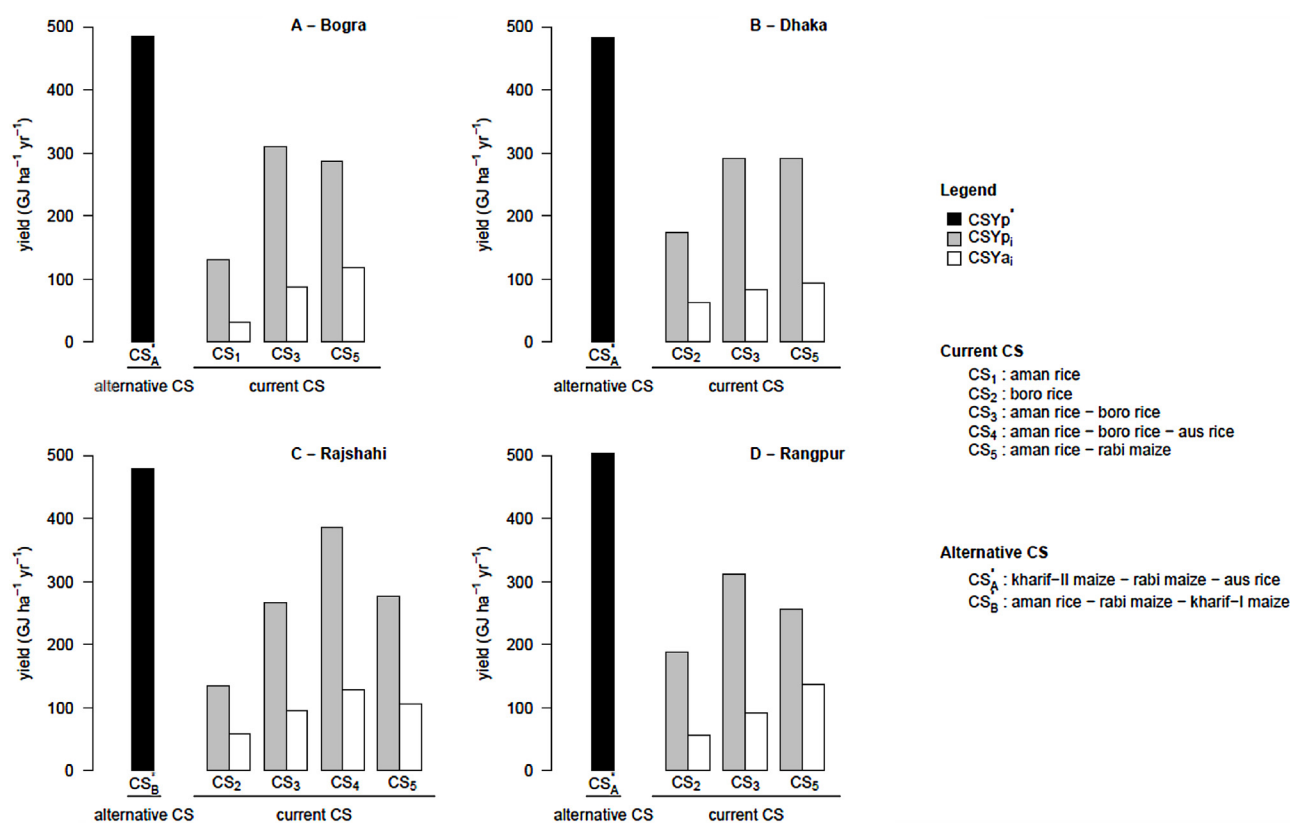 A – Bogra
yield (GJ ha⁻¹ yr⁻¹)
500
400
300
200
100
0
CS*A
CS1
CS3
CS5
alternative CS
current CS
B – Dhaka
yield (GJ ha⁻¹ yr⁻¹)
500
400
300
200
100
0
CS*A
CS2
CS3
CS5
alternative CS
current CS
Legend
CSYp*
CSYpi
CSYai
Current CS
CS1 : aman rice
CS2 : boro rice
CS3 : aman rice – boro rice
CS4 : aman rice – boro rice – aus rice
CS5 : aman rice – rabi maize
Alternative CS
CS*A : kharif–II maize – rabi maize – aus rice
CS*B : aman rice – rabi maize – kharif–I maize
C – Rajshahi
yield (GJ ha⁻¹ yr⁻¹)
500
400
300
200
100
0
CS*B
CS2
CS3
CS4
CS5
alternative CS
current CS
D – Rangpur
yield (GJ ha⁻¹ yr⁻¹)
500
400
300
200
100
0
CS*A
CS2
CS3
CS5
alternative CS
current CS